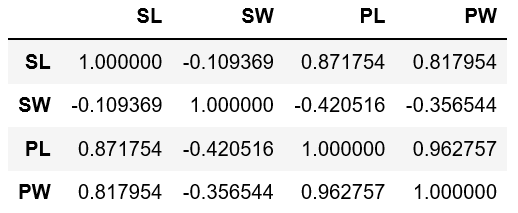 SL SW PL PW
SL 1.000000 -0.109369 0.871754 0.817954
SW -0.109369 1.000000 -0.420516 -0.356544
PL 0.871754 -0.420516 1.000000 0.962757
PW 0.817954 -0.356544 0.962757 1.000000